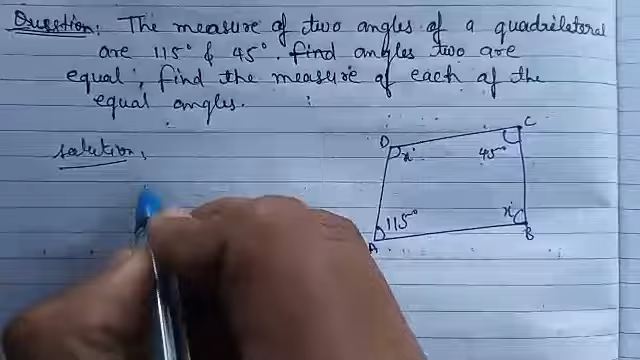 Question: The measure of two angles of a quadrilateral
are 115° & 45°. find angles two are
equal, find the measure of each of the
equal angles.
Solution,
D
C
x°
45°
115°
x°
A
B